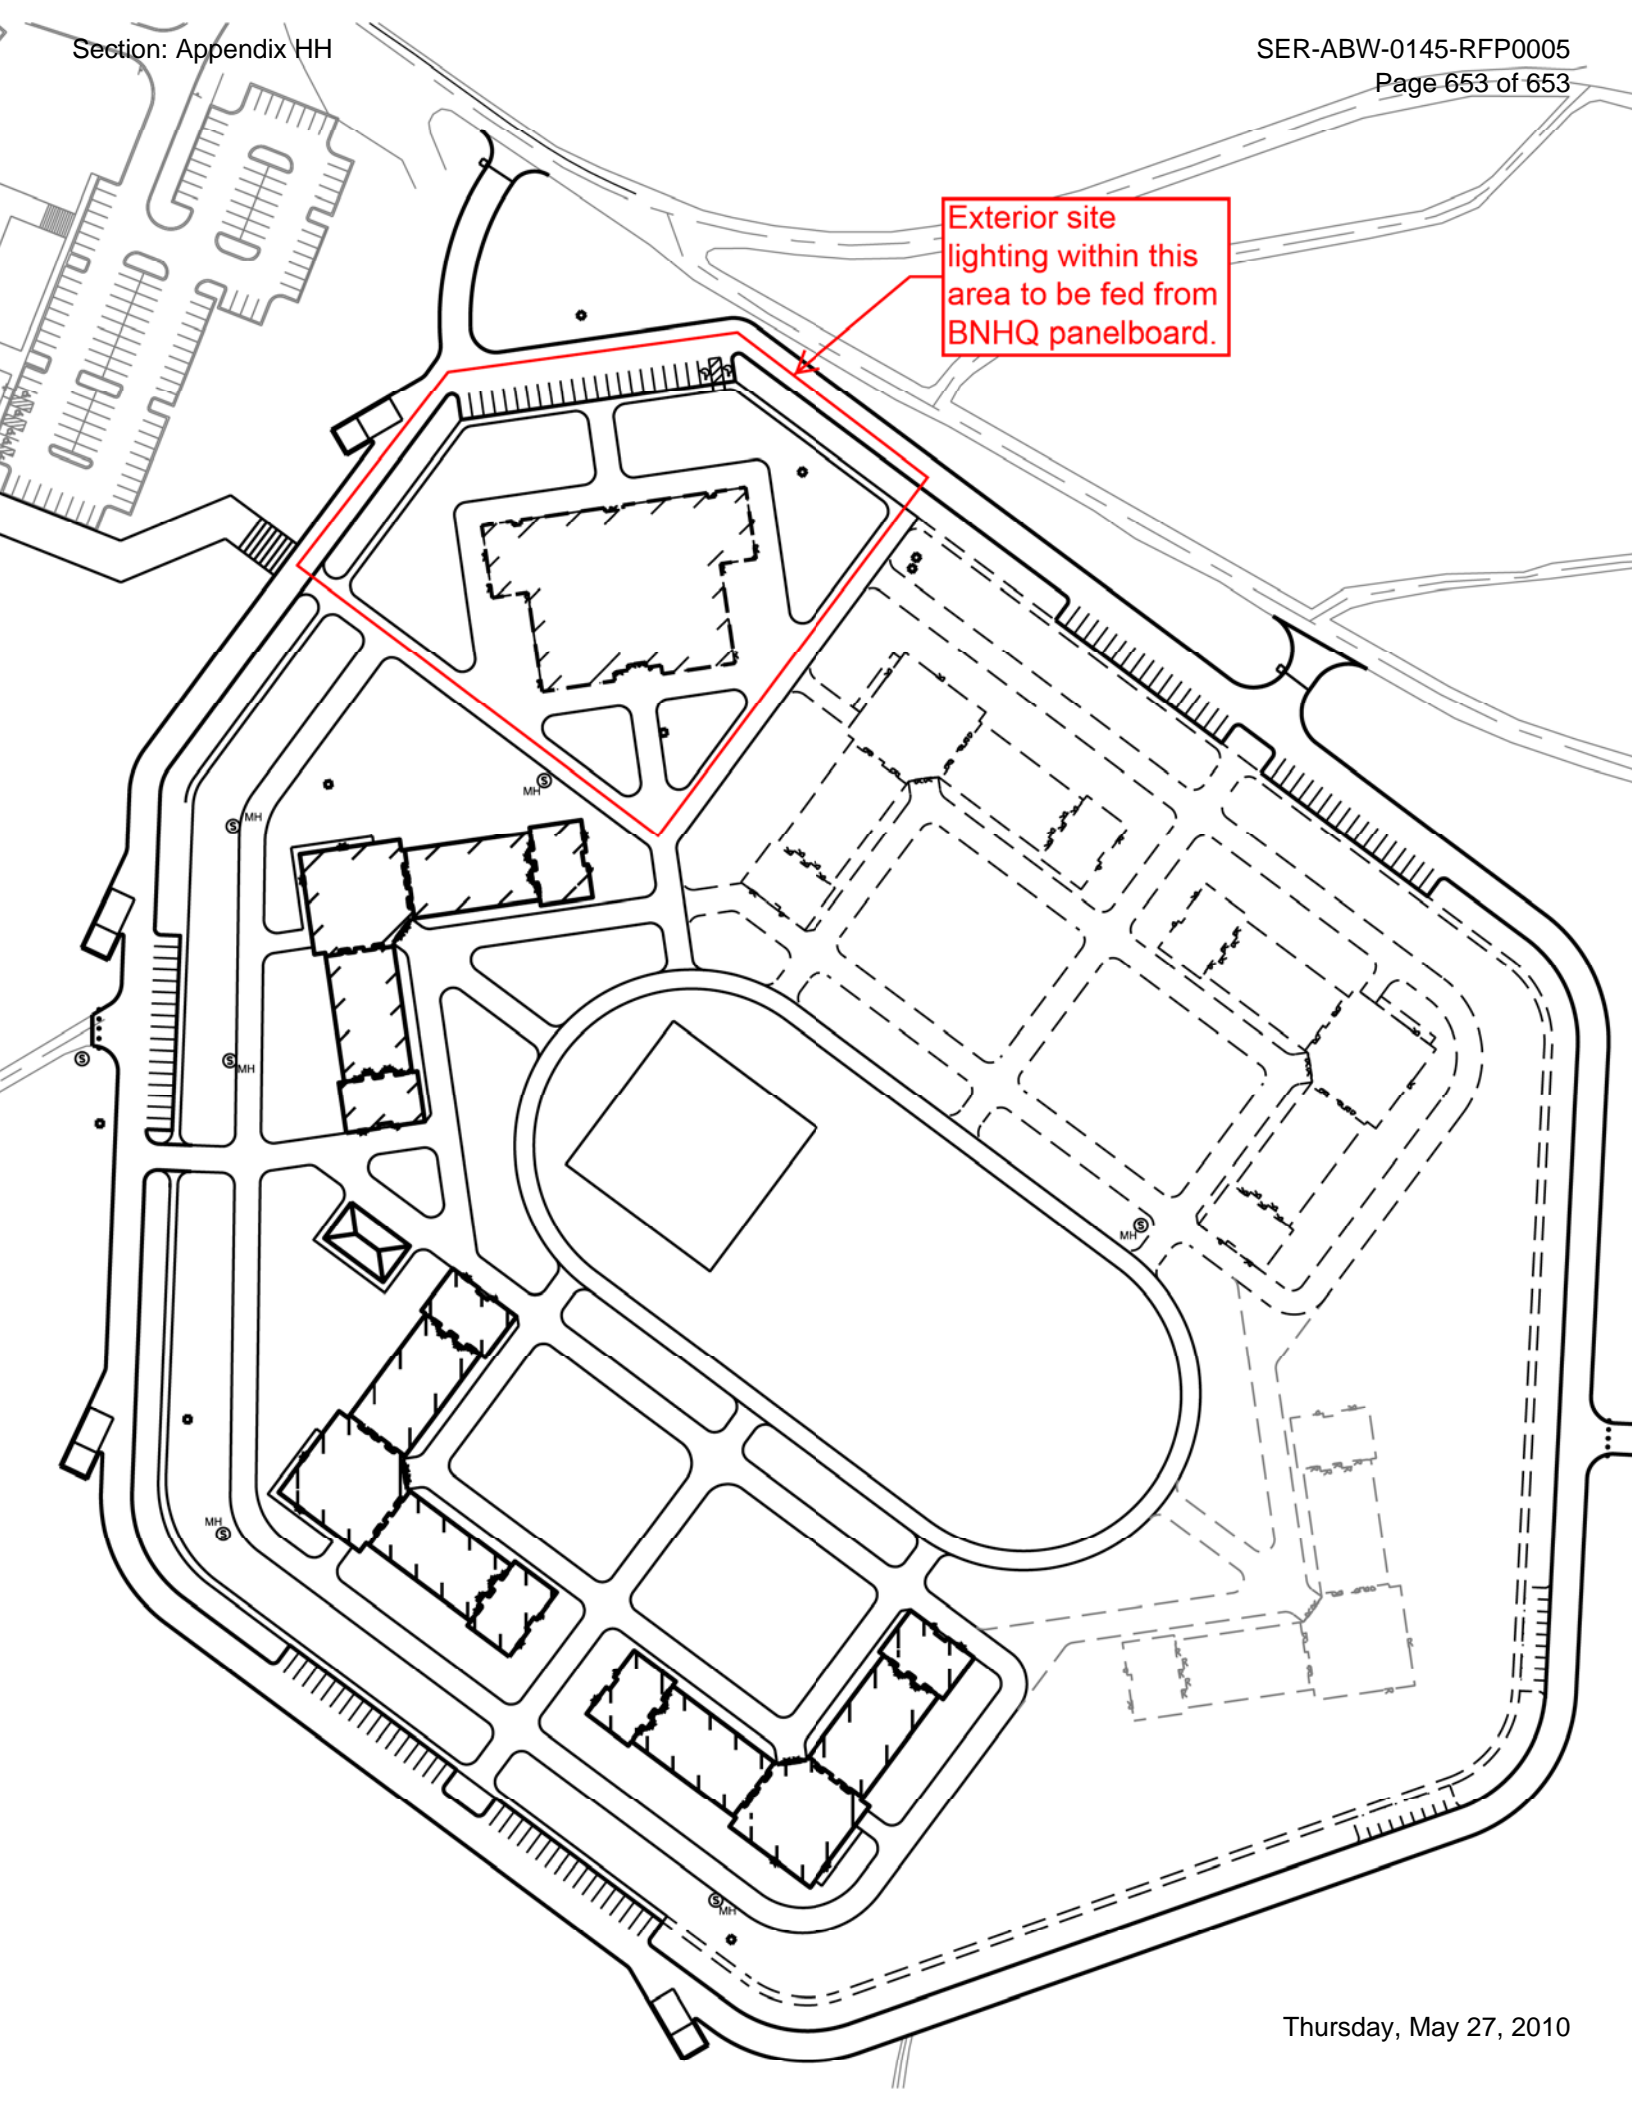 Section: Appendix HH
SER-ABW-0145-RFP0005
Page 653 of 653
Exterior site
lighting within this
area to be fed from
BNHQ panelboard.
MH
S
S
MH
S
MH
S
S
MH
MH
S
S
MH
Thursday, May 27, 2010